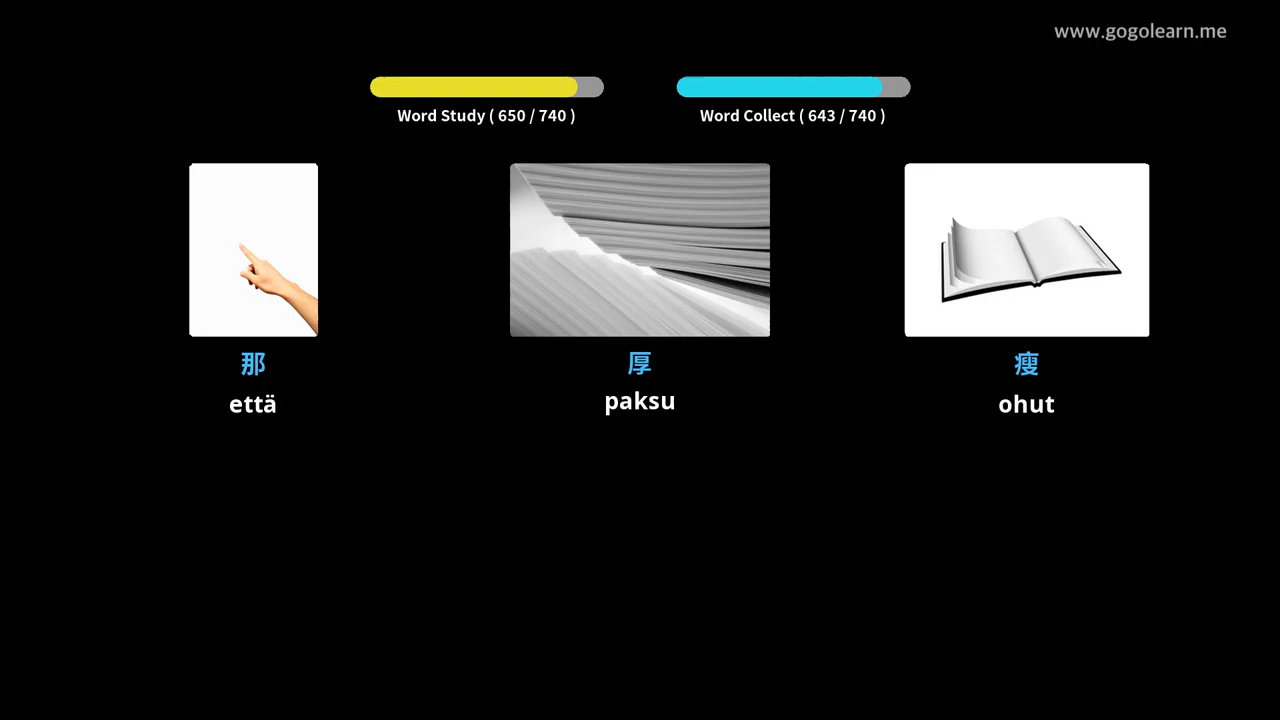 www.gogolearn.me
Word Study ( 650 / 740 )
Word Collect ( 643 / 740 )
那
厚
瘦
että
paksu
ohut